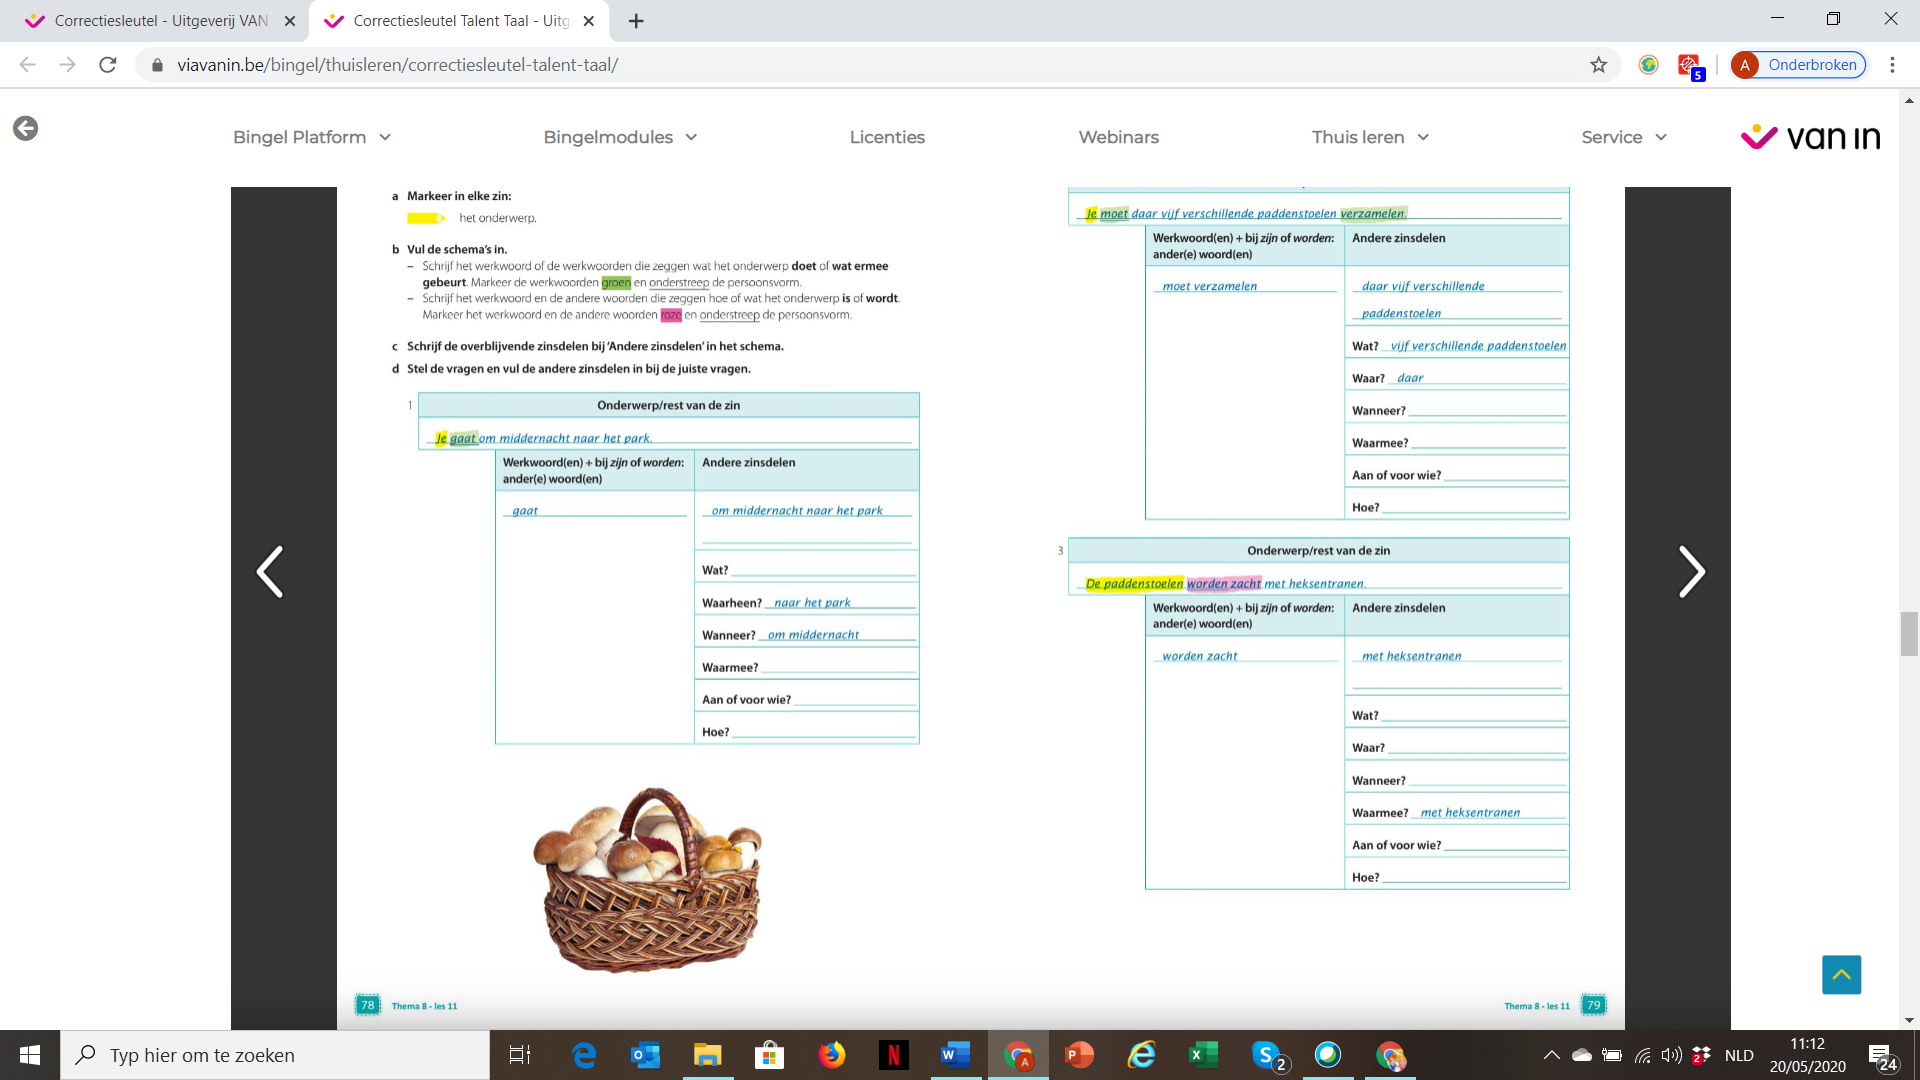 Correctiesleutel - Uitgeverij VAN
Correctiesleutel Talent Taal - Uitg
viavanin.be/bingel/thuisleren/correctiesleutel-talent-taal/
5
A Onderbroken
Bingel Platform
Bingelmodules
Licenties
Webinars
Thuis leren
Service
van in
a Markeer in elke zin:
het onderwerp.
b Vul de schema's in.
– Schrijf het werkwoord of de werkwoorden die zeggen wat het onderwerp doet of wat ermee
gebeurt. Markeer de werkwoorden groen en onderstreep de persoonsvorm.
– Schrijf het werkwoord en de andere woorden die zeggen hoe of wat het onderwerp is of wordt.
Markeer het werkwoord en de andere woorden roze en onderstreep de persoonsvorm.
c Schrijf de overblijvende zinsdelen bij 'Andere zinsdelen' in het schema.
d Stel de vragen en vul de andere zinsdelen in bij de juiste vragen.
1 Onderwerp/rest van de zin
Je gaat om middernacht naar het park.
Werkwoord(en) + bij zijn of worden:
ander(e) woord(en)
Andere zinsdelen
gaat
om middernacht naar het park
Wat?
Waarheen? naar het park
Wanneer? om middernacht
Waarmee?
Aan of voor wie?
Hoe?
78 Thema 8 - les 11
Je moet daar vijf verschillende paddenstoelen verzamelen.
Werkwoord(en) + bij zijn of worden:
ander(e) woord(en)
Andere zinsdelen
moet verzamelen
daar vijf verschillende
paddenstoelen
Wat? vijf verschillende paddenstoelen
Waar? daar
Wanneer?
Waarmee?
Aan of voor wie?
Hoe?
3 Onderwerp/rest van de zin
De paddenstoelen worden zacht met heksentranen.
Werkwoord(en) + bij zijn of worden:
ander(e) woord(en)
Andere zinsdelen
worden zacht
met heksentranen
Wat?
Waar?
Wanneer?
Waarmee? met heksentranen
Aan of voor wie?
Hoe?
Thema 8 - les 11 79
Typ hier om te zoeken
2
2
NLD
11:12
20/05/2020
24